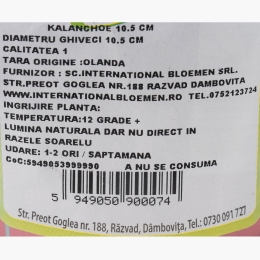 KALANCHOE 10.5 CM
DIAMETRU GHIVECI 10.5 CM
CALITATEA 1
TARA ORIGINE :OLANDA
FURNIZOR : SC.INTERNATIONAL BLOEMEN SRL.
STR.PREOT GOGLEA NR.188 RAZVAD DAMBOVITA
WWW.INTERNATIONALBLOEMEN.RO TEL:0752123724
INGRIJIRE PLANTA:
TEMPERATURA:12 GRADE +
LUMINA NATURALA DAR NU DIRECT IN
RAZELE SOARELU
UDARE: 1-2 ORI / SAPTAMANA
CoC:5949053999990 A NU SE CONSUMA
5 949050 900074
Str. Preot Goglea nr. 188, Răzvad, Dâmbovița, Tel: 0730 091 727